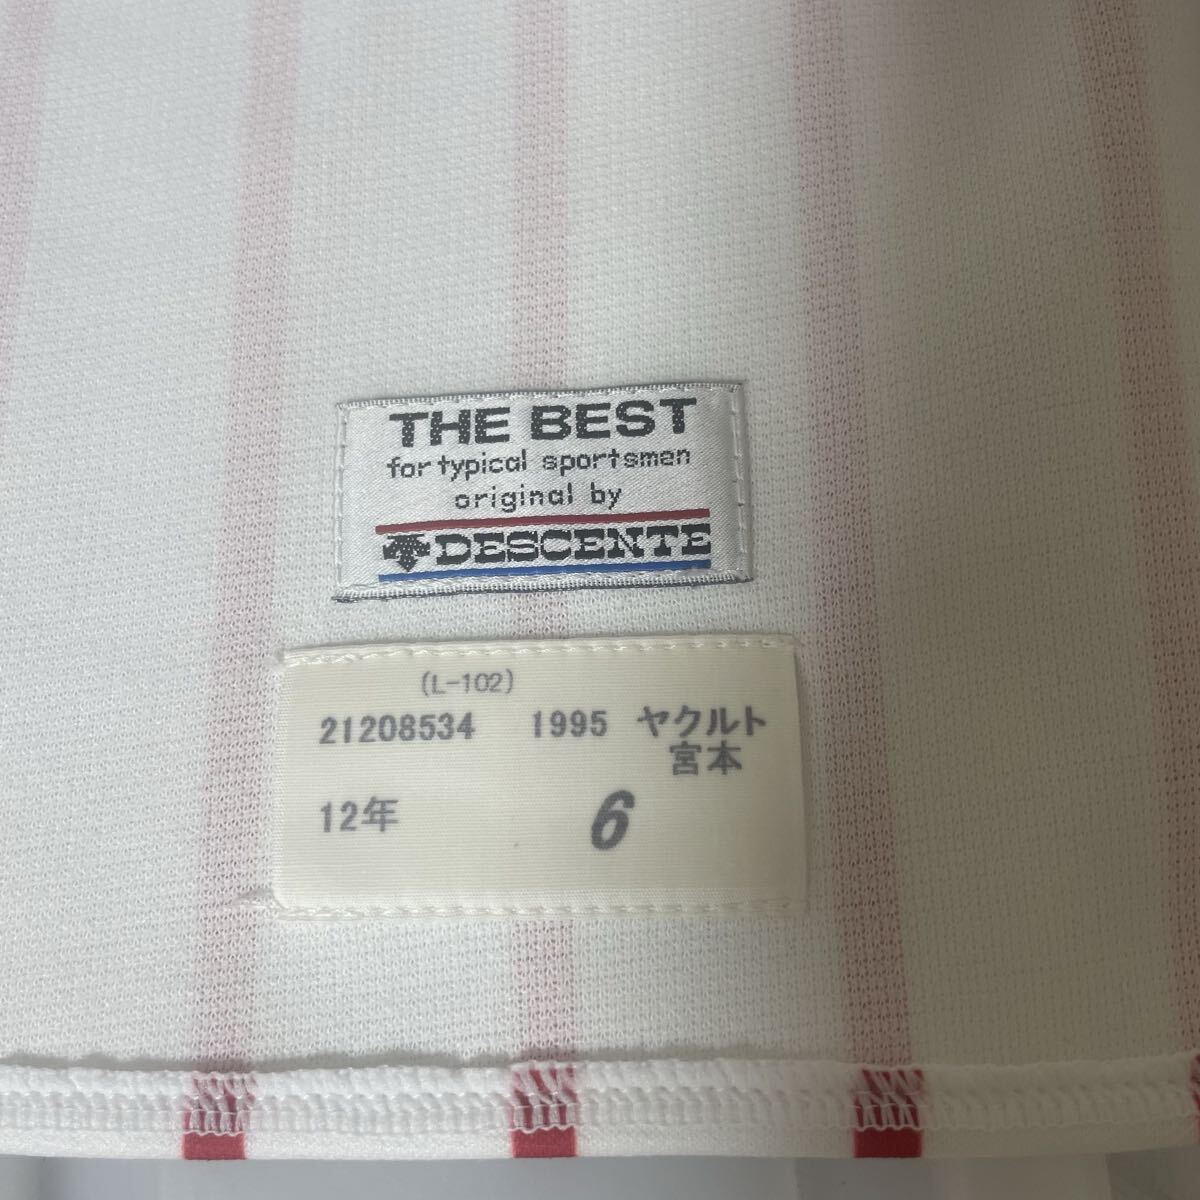 THE BEST
for typical sportsmen
original by
DESCENTE
(L-102)
21208534 1995 ヤクルト
宮本
12年 6